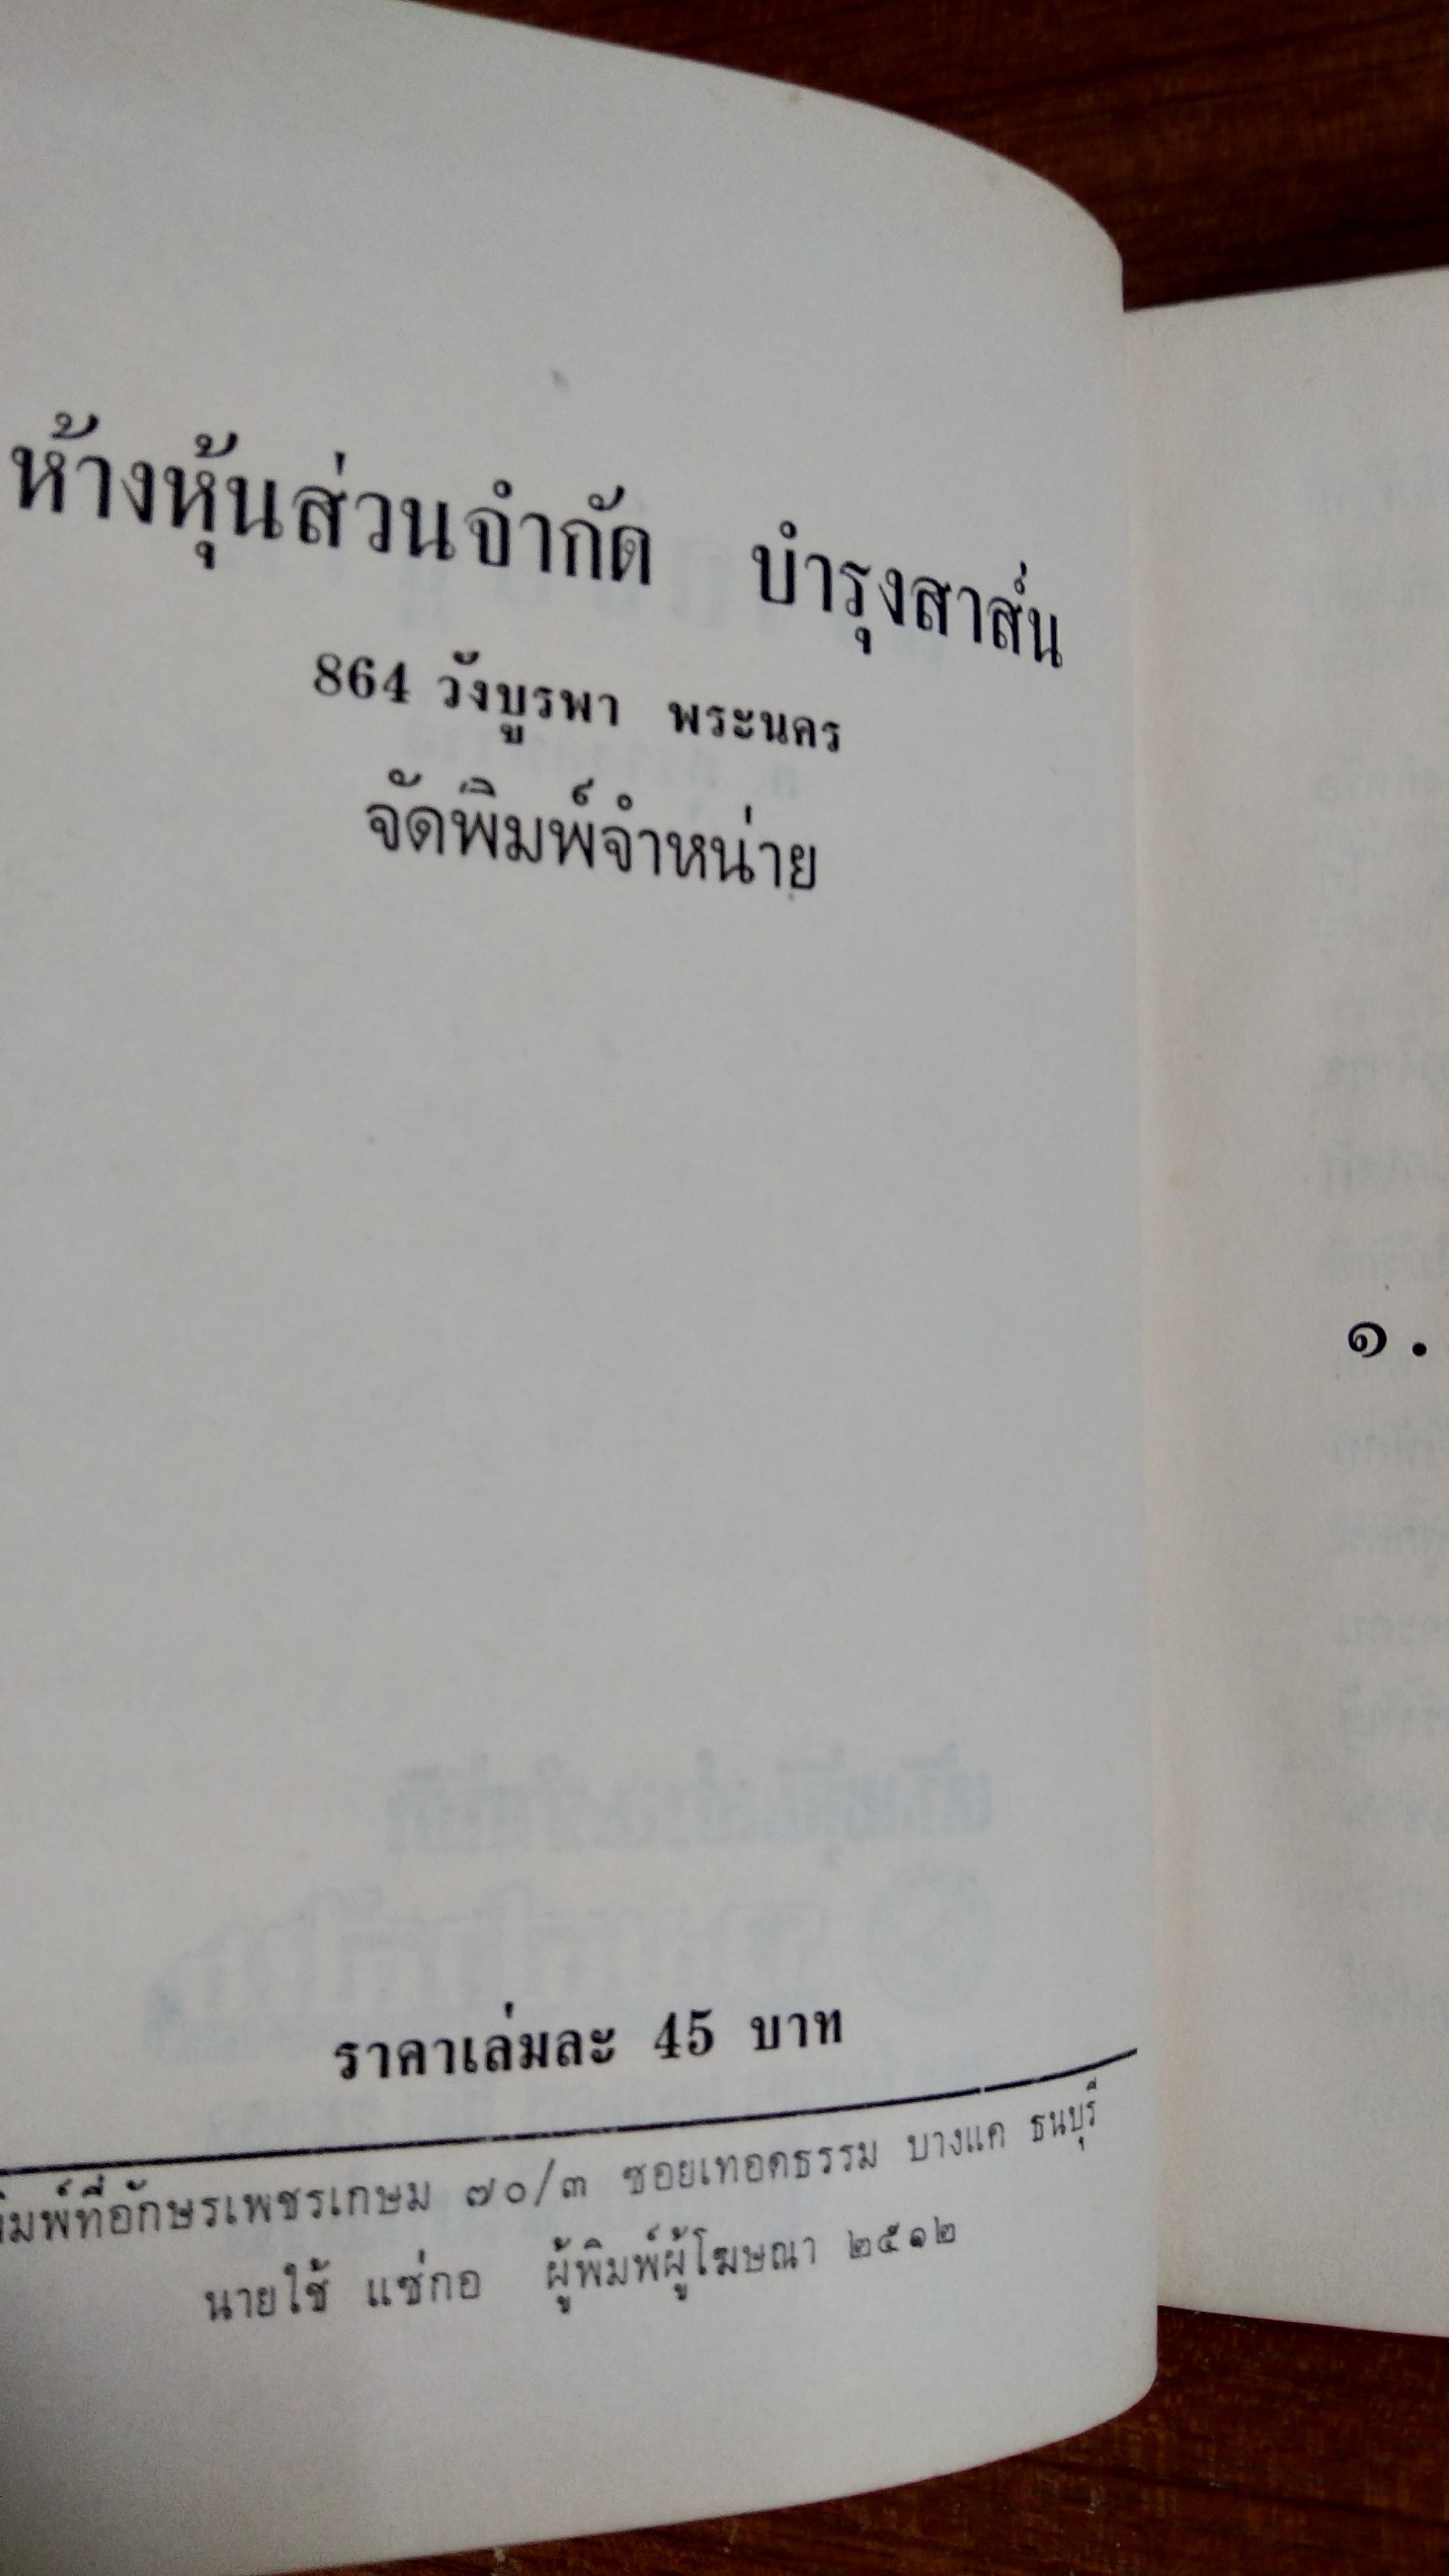 ห้างหุ้นส่วนจำกัด บำรุงสาส์น
864 วังบูรพา พระนคร
จัดพิมพ์จำหน่าย
ราคาเล่มละ 45 บาท
พิมพ์ที่อักษรเพชรเกษม ๗๐/๓ ซอยเทอดธรรม บางแค ธนบุรี
นายใช้ แซ่กอ ผู้พิมพ์ผู้โฆษณา ๒๕๑๒
๑.